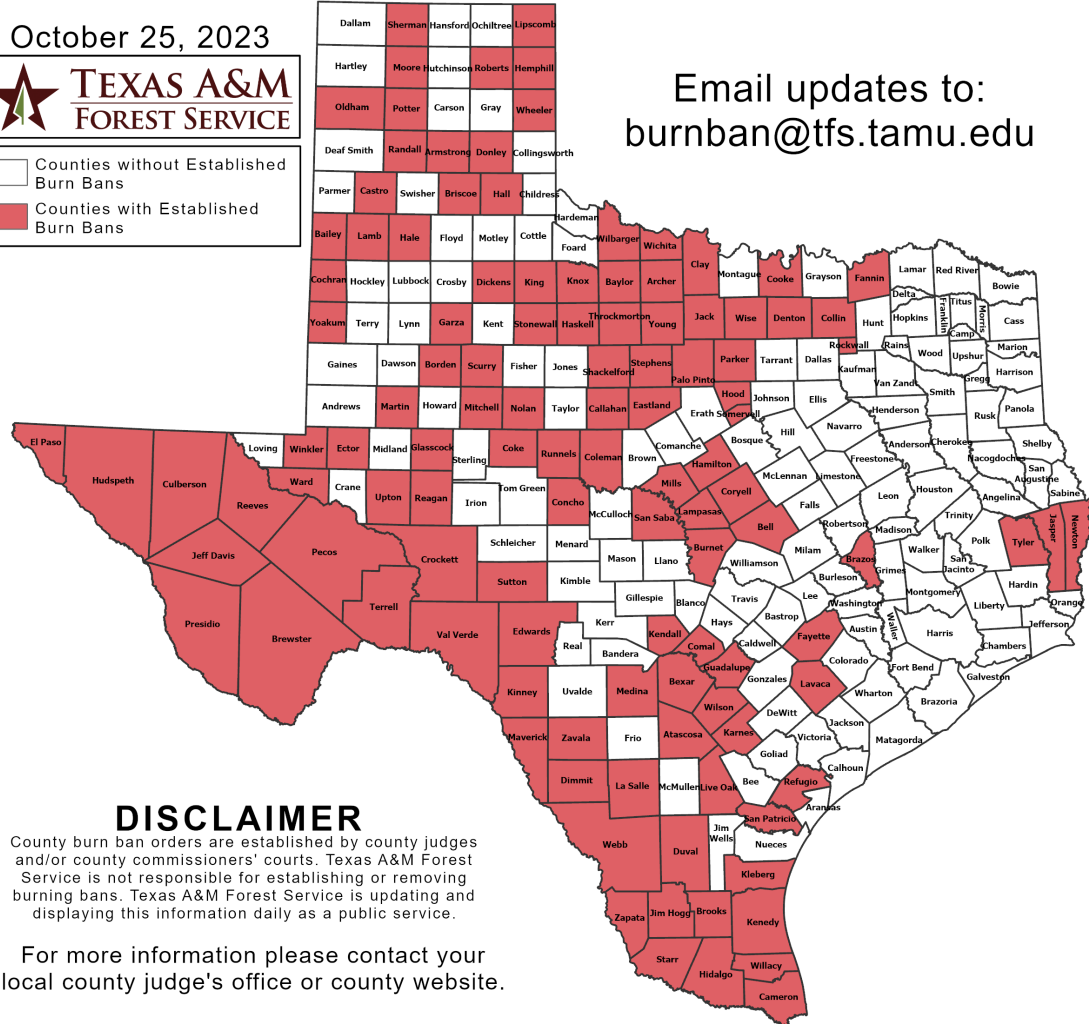 October 25, 2023
TEXAS A&M
FOREST SERVICE
Counties without Established
Burn Bans
Counties with Established
Burn Bans
Email updates to:
burnban@tfs.tamu.edu
Dallam Sherman Hansford Ochiltree Lipscomb
Hartley Moore Hutchinson Roberts Hemphill
Oldham Potter Carson Gray Wheeler
Deaf Smith Randall Armstrong Donley Collingsworth
Parmer Castro Swisher Briscoe Hall Childress
Hardeman
Bailey Lamb Hale Floyd Motley Cottle Foard Wilbarger Wichita
Clay Montague Cooke Grayson Fannin Lamar Red River Bowie
Cochran Hockley Lubbock Crosby Dickens King Knox Baylor Archer
Delta Franklin Titus Morris
Yoakum Terry Lynn Garza Kent Stonewall Haskell Throckmorton Young Jack Wise Denton Collin Hunt Hopkins Camp Cass
Rockwall Rains Wood Upshur Marion
Gaines Dawson Borden Scurry Fisher Jones Shackelford Stephens Palo Pinto Parker Tarrant Dallas Kaufman Van Zandt Gregg Harrison
Andrews Martin Howard Mitchell Nolan Taylor Callahan Eastland Erath Hood Somervell Johnson Ellis Henderson Smith Rusk Panola
El Paso Loving Winkler Ector Midland Glasscock Sterling Coke Runnels Coleman Brown Comanche Bosque Hill Navarro Anderson Cherokee Nacogdoches Shelby
Hudspeth Culberson Reeves Ward Crane Upton Reagan Irion Tom Green Concho McCulloch San Saba Mills Hamilton Coryell McLennan Limestone Freestone Leon Houston Angelina San
Augustine Sabine
Jeff Davis Pecos Crockett Schleicher Menard Mason Llano Lampasas Burnet Bell Falls Robertson Madison Trinity Polk Tyler Jasper Newton
Presidio Brewster Terrell Sutton Kimble Gillespie Blanco Williamson Milam Brazos Burleson Grimes Walker San
Jacinto Montgomery Hardin Liberty Orange Jefferson
Val Verde Edwards Real Kerr Bandera Kendall Comal Hays Travis Bastrop Lee Washington Waller Harris Chambers
Caldwell Fayette Austin
Kinney Uvalde Medina Bexar Guadalupe Gonzales Lavaca Colorado Fort Bend Galveston
Wharton Brazoria
Maverick Zavala Frio Atascosa Wilson Karnes DeWitt Victoria Jackson Matagorda
Goliad Calhoun
Dimmit La Salle McMullen Live Oak Bee Refugio Aransas
San Patricio
Webb Duval Jim
Wells Nueces
Kleberg
Zapata Jim Hogg Brooks Kenedy
Starr Hidalgo Willacy
Cameron
DISCLAIMER
County burn ban orders are established by county judges
and/or county commissioners' courts. Texas A&M Forest
Service is not responsible for establishing or removing
burning bans. Texas A&M Forest Service is updating and
displaying this information daily as a public service.
For more information please contact your
local county judge's office or county website.